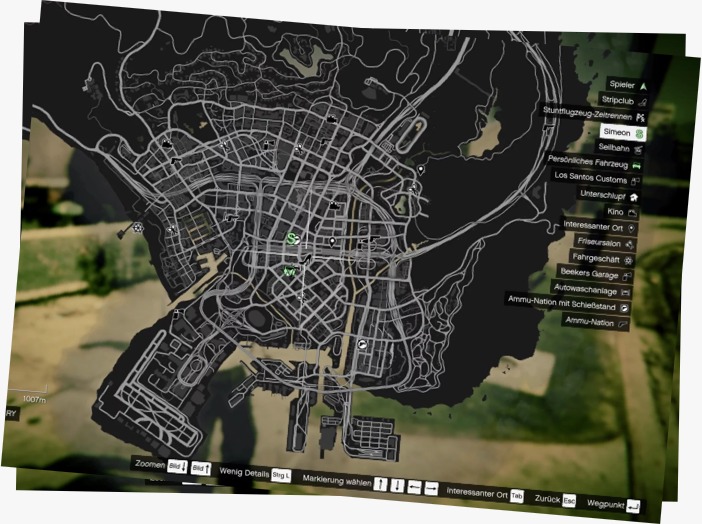 Spieler
Stripclub
Stuntflugzeug-Zeitrennen
Simeon
Seilbahn
Persönliches Fahrzeug
Los Santos Customs
Unterschlupf
Kino
Interessanter Ort
Friseursalon
Fahrgeschäft
Beekers Garage
Autowaschanlage
Ammu-Nation mit Schießstand
Ammu-Nation
1007m
RY
Zoomen Bild ↓ Bild ↑ Wenig Details Strg L Markierung wählen ↑ ↓ ← → Interessanter Ort Tab Zurück Esc Wegpunkt